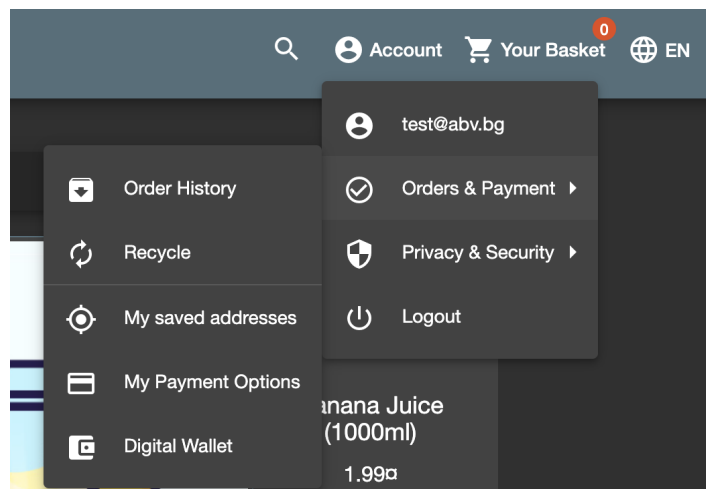 Account
Your Basket
0
EN
test@abv.bg
Orders & Payment
Privacy & Security
Logout
Order History
Recycle
My saved addresses
My Payment Options
Digital Wallet
Juice
(1000ml)
1.99¤